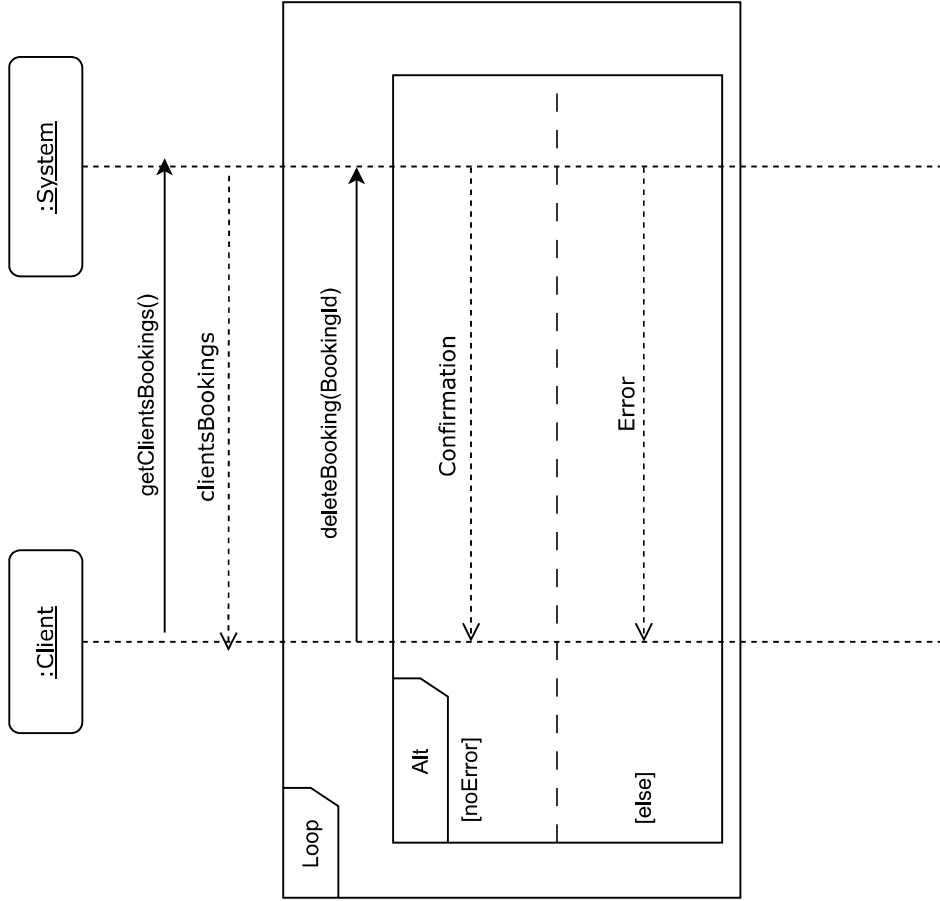 :Client
:System
getClientsBookings()
clientsBookings
Loop
deleteBooking(BookingId)
Alt
Confirmation
[noError]
Error
[else]